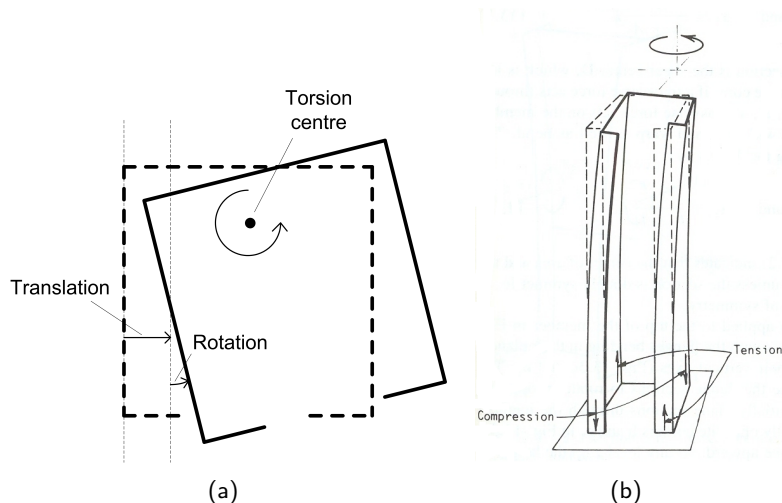 Torsion
centre
Translation
Rotation
Tension
Compression
(a)
(b)